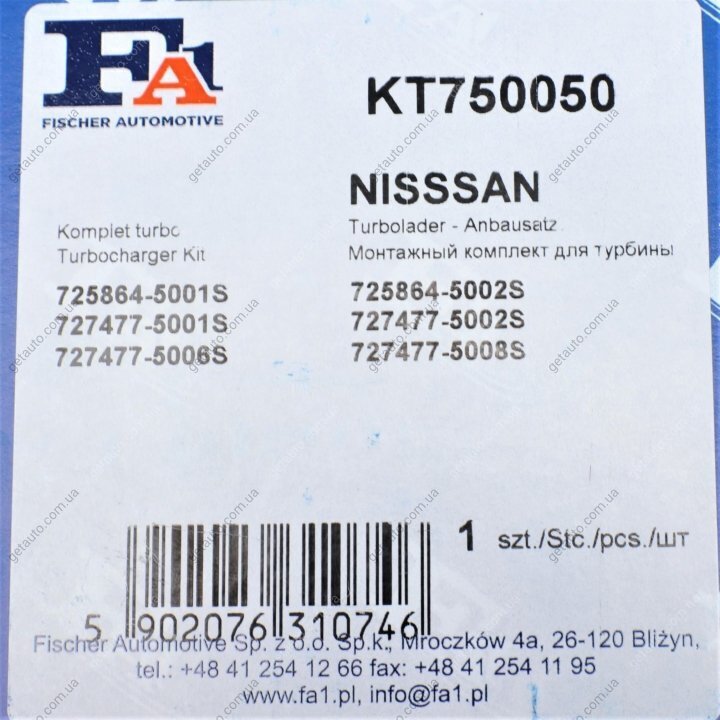 FA1
FISCHER AUTOMOTIVE
KT750050
NISSSAN
Komplet turbo
Turbocharger Kit
Turbolader - Anbausatz
Монтажный комплект для турбины
725864-5001S
727477-5001S
727477-5006S
725864-5002S
727477-5002S
727477-5008S
1 szt./Stc./pcs./шт
5 902076 310746
Fischer Automotive Sp. z o.o. Sp.k., Mroczków 4a, 26-120 Bliżyn,
tel.: +48 41 254 12 66 fax: +48 41 254 11 95
www.fa1.pl, info@fa1.pl
getauto.com.ua